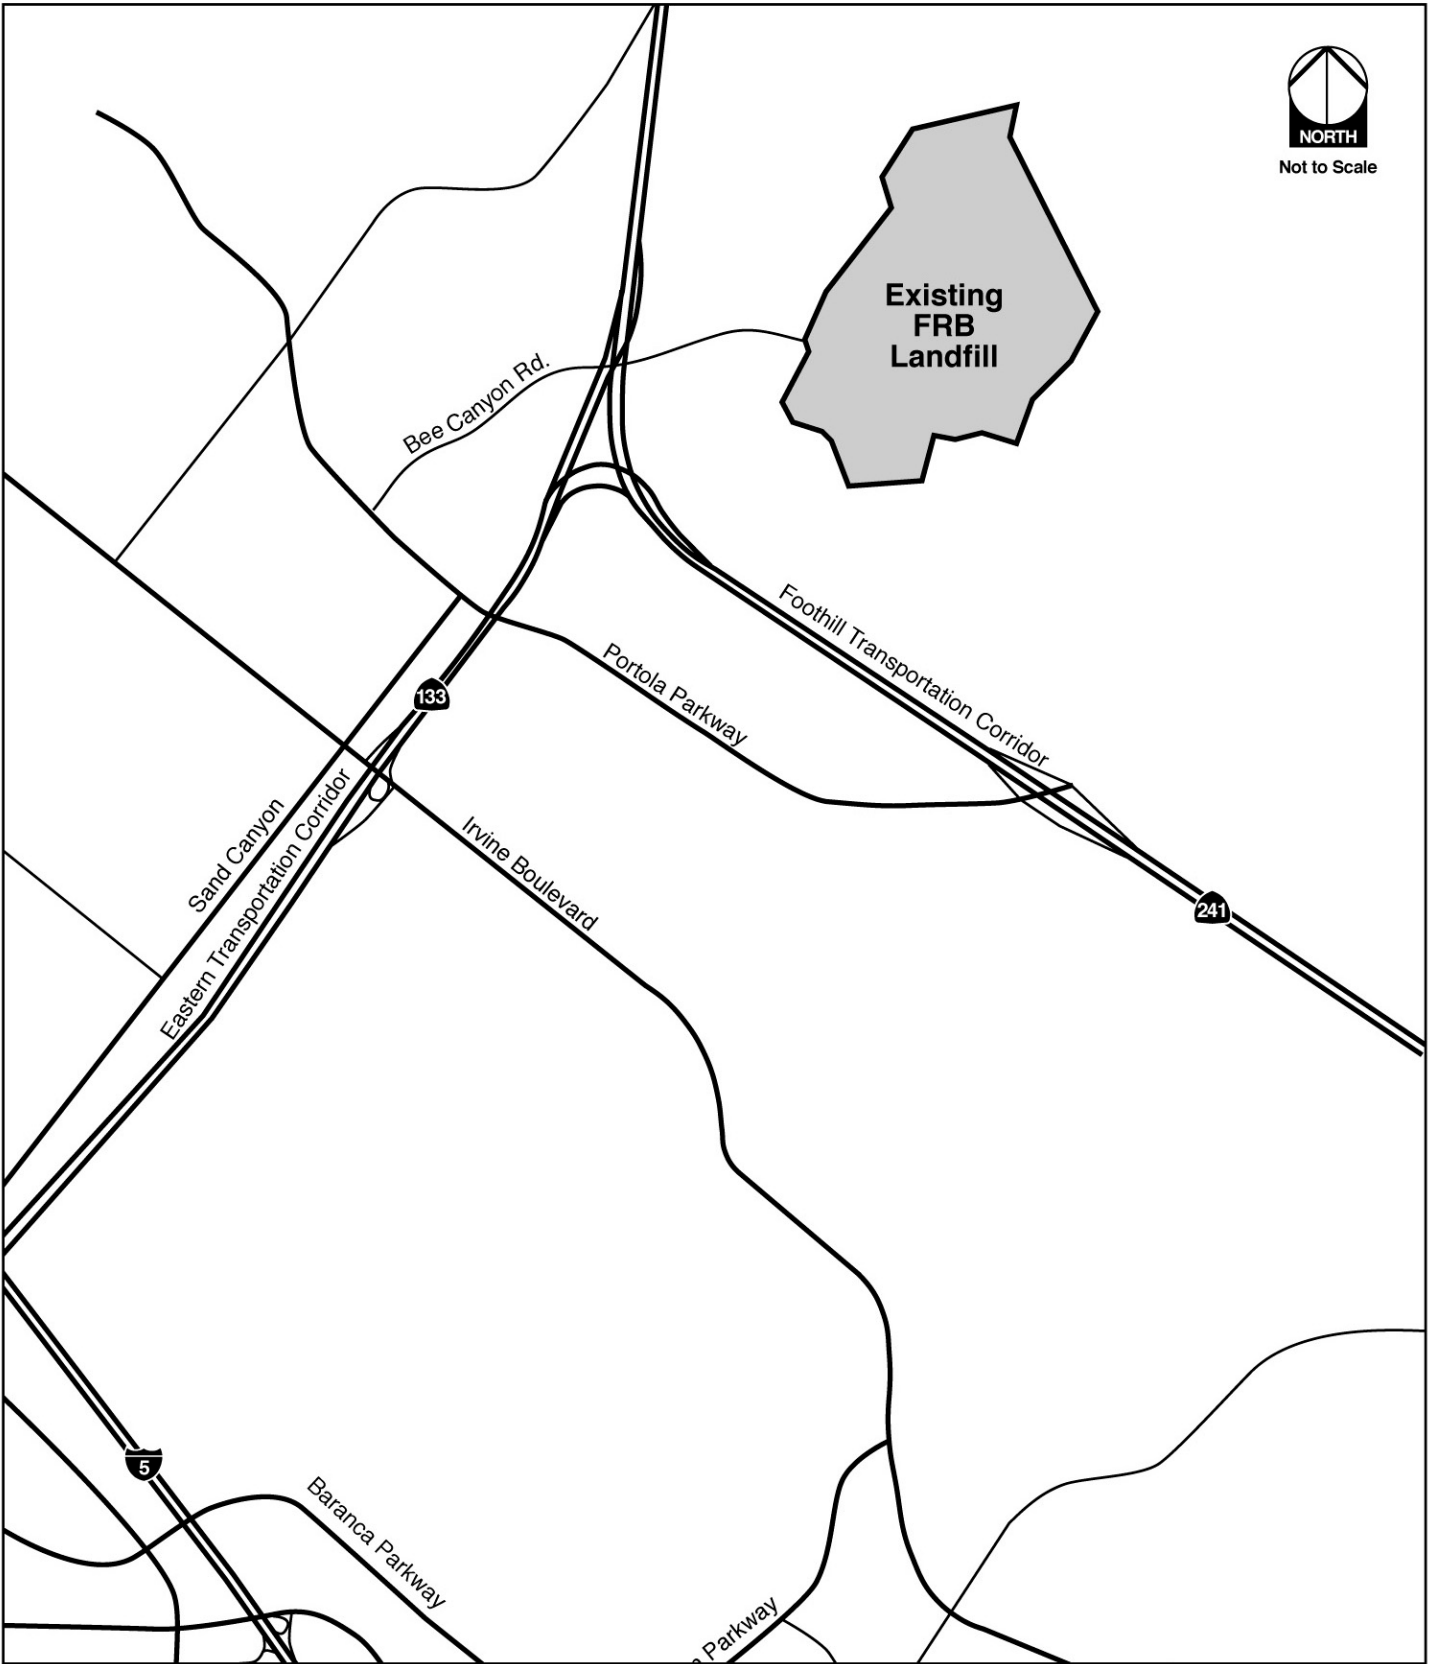 NORTH
Not to Scale
Existing
FRB
Landfill
Bee Canyon Rd.
Foothill Transportation Corridor
Portola Parkway
133
Sand Canyon
Eastern Transportation Corridor
Irvine Boulevard
241
5
Baranca Parkway
Parkway